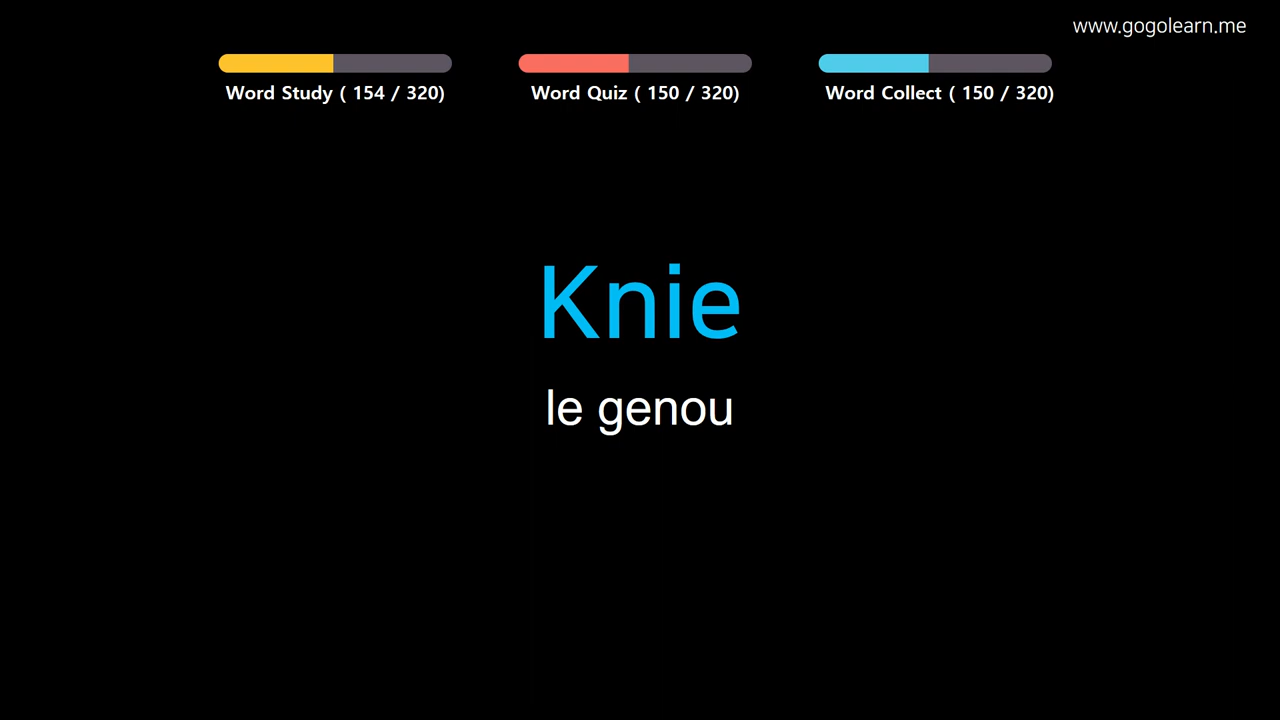 www.gogolearn.me
Word Study ( 154 / 320)
Word Quiz ( 150 / 320)
Word Collect ( 150 / 320)
Knie
le genou